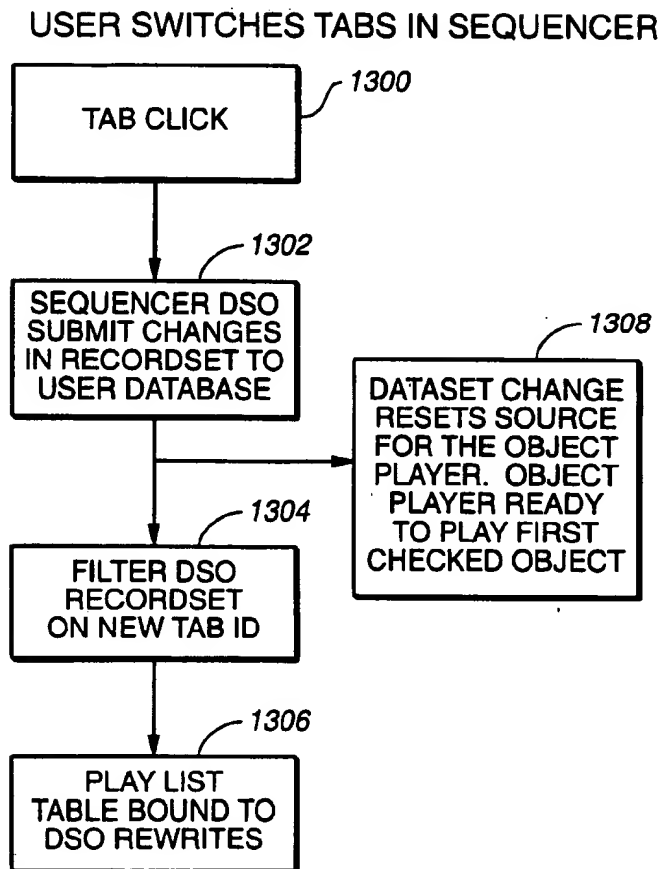 USER SWITCHES TABS IN SEQUENCER
1300
TAB CLICK
1302
SEQUENCER DSO
SUBMIT CHANGES
IN RECORDSET TO
USER DATABASE
1308
DATASET CHANGE
RESETS SOURCE
FOR THE OBJECT
PLAYER. OBJECT
PLAYER READY
TO PLAY FIRST
CHECKED OBJECT
1304
FILTER DSO
RECORDSET
ON NEW TAB ID
1306
PLAY LIST
TABLE BOUND TO
DSO REWRITES